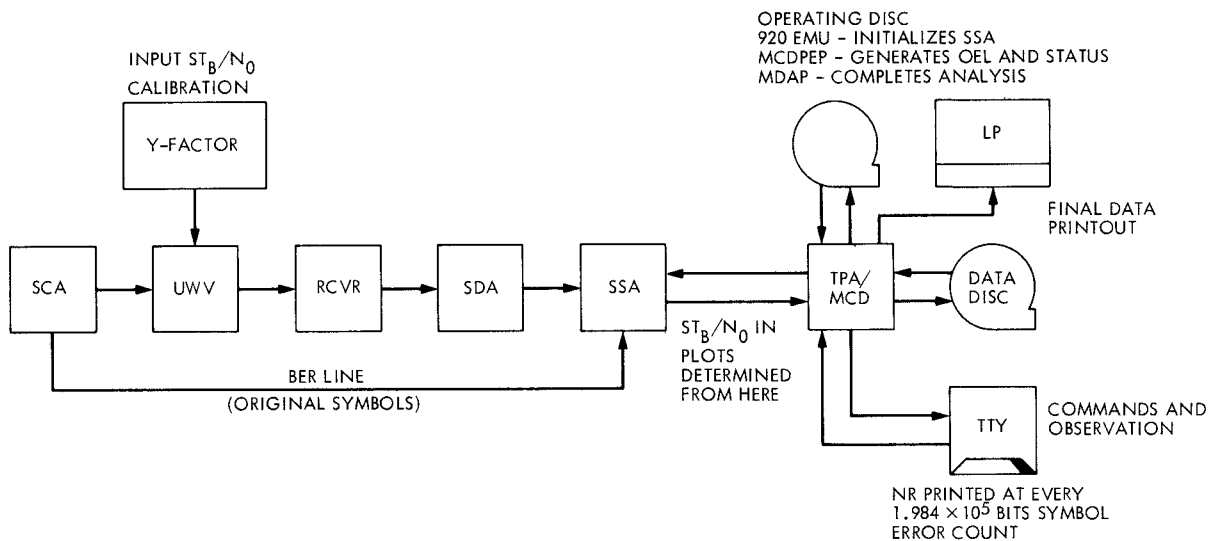 OPERATING DISC
920 EMU - INITIALIZES SSA
MCDPEP - GENERATES OEL AND STATUS
MDAP - COMPLETES ANALYSIS
INPUT ST_B/N_0
CALIBRATION
Y-FACTOR
LP
FINAL DATA
PRINTOUT
SCA
UWV
RCVR
SDA
SSA
TPA/
MCD
DATA
DISC
ST_B/N_0 IN
PLOTS
DETERMINED
FROM HERE
BER LINE
(ORIGINAL SYMBOLS)
TTY
COMMANDS AND
OBSERVATION
NR PRINTED AT EVERY
1.984 × 10^5 BITS SYMBOL
ERROR COUNT